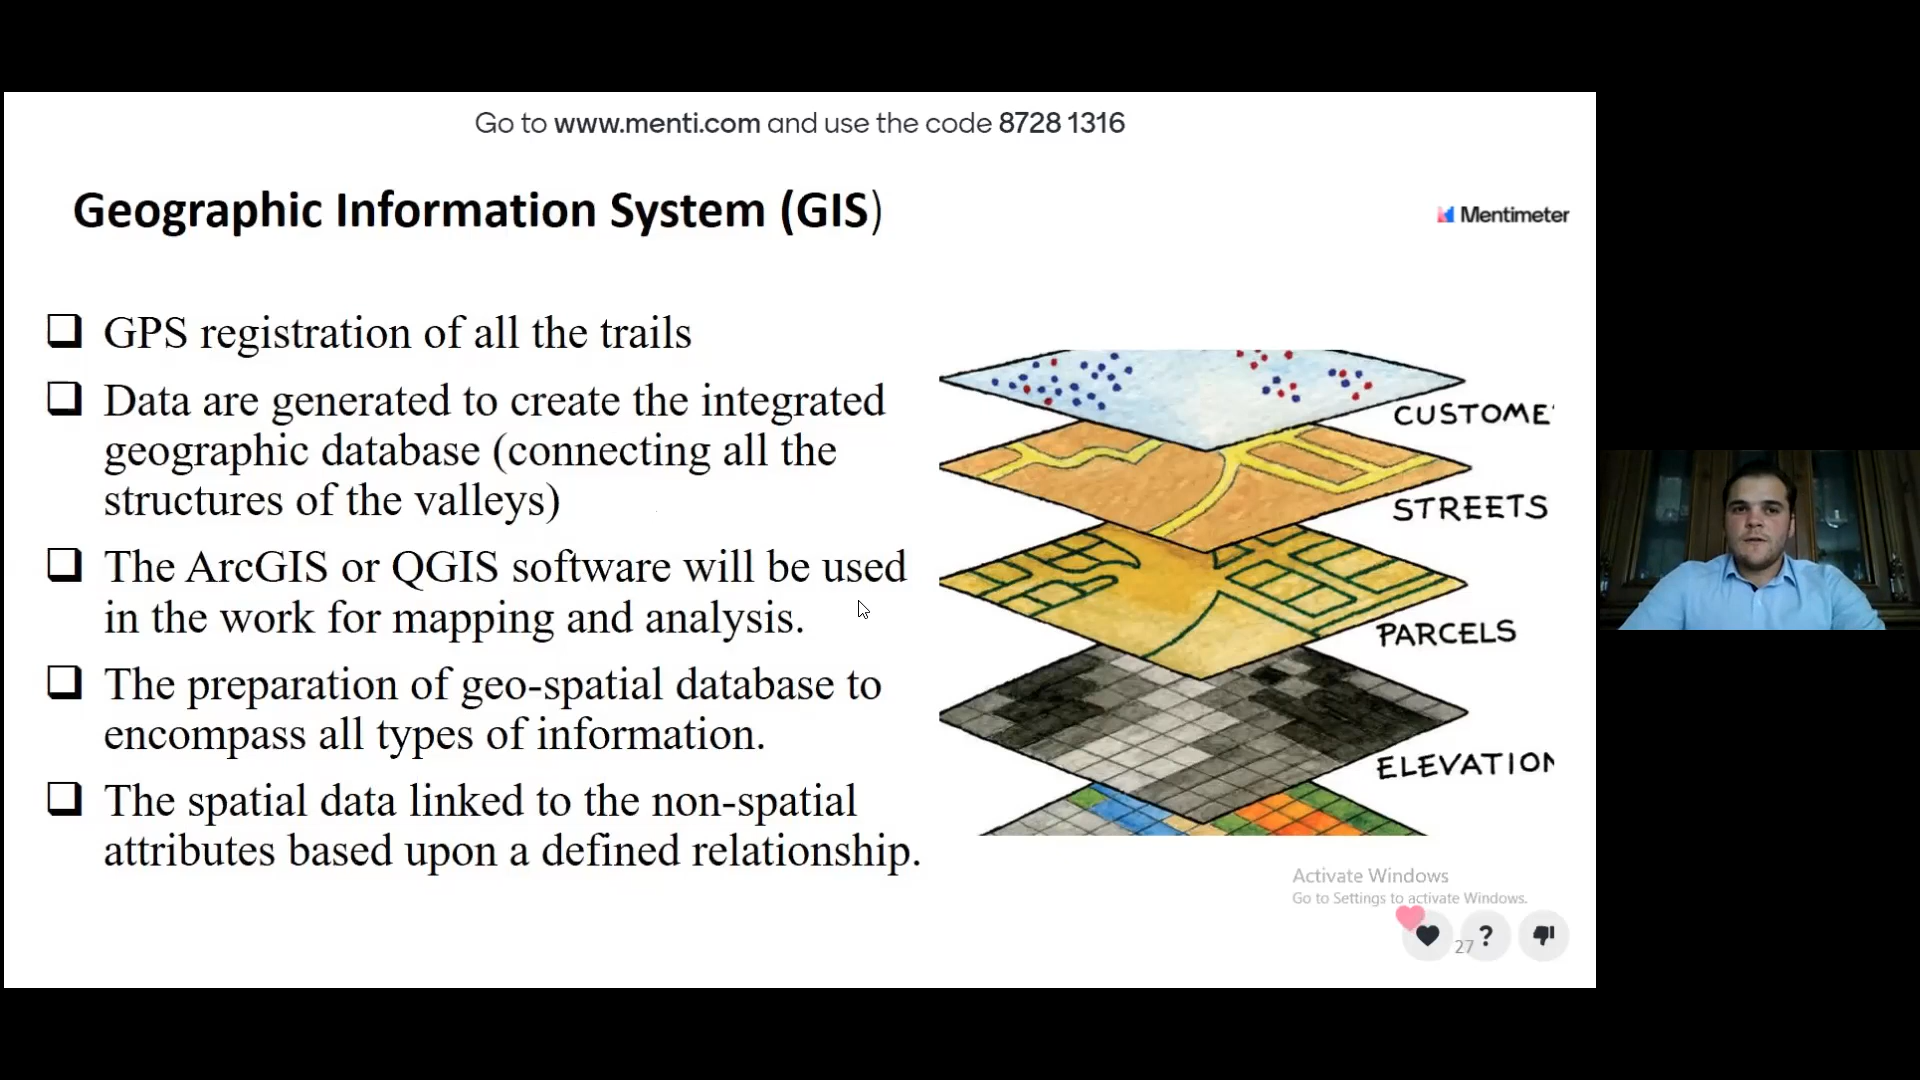 Go to www.menti.com and use the code 8728 1316
Geographic Information System (GIS)
Mentimeter
GPS registration of all the trails
Data are generated to create the integrated
geographic database (connecting all the
structures of the valleys)
The ArcGIS or QGIS software will be used
in the work for mapping and analysis.
The preparation of geo-spatial database to
encompass all types of information.
The spatial data linked to the non-spatial
attributes based upon a defined relationship.
CUSTOME
STREETS
PARCELS
ELEVATION
Activate Windows
Go to Settings to activate Windows.
27
?